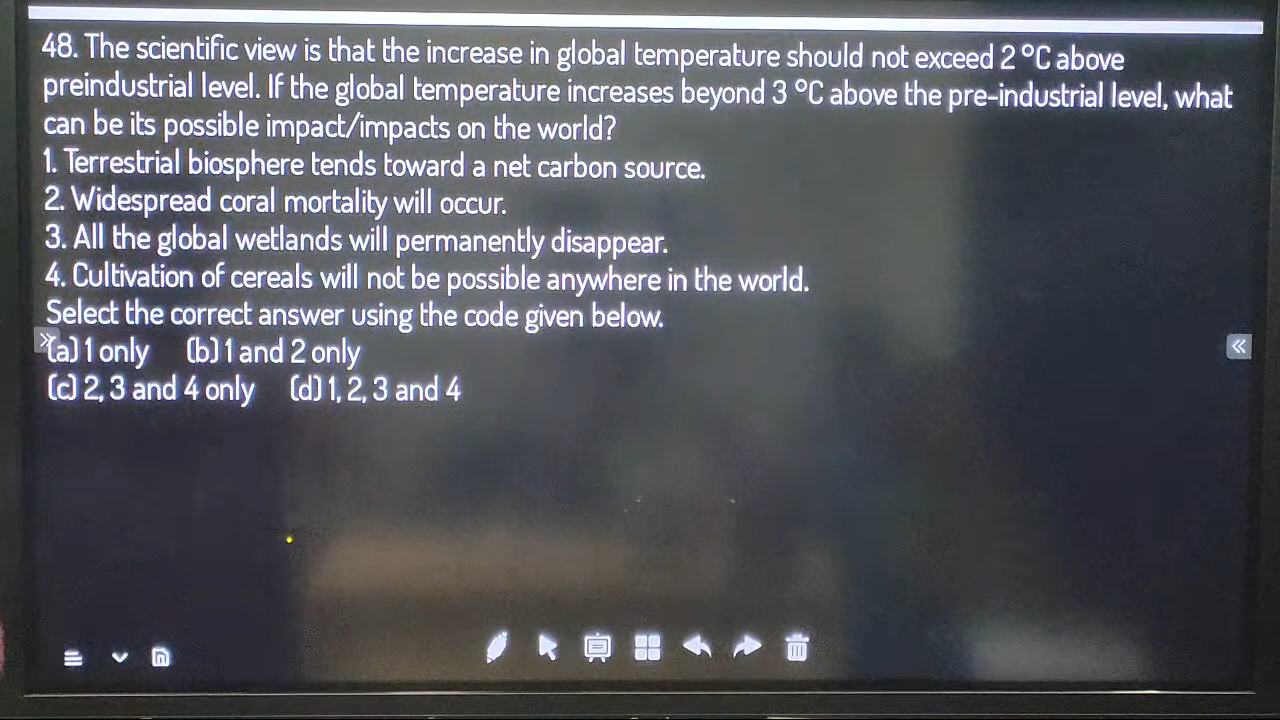 48. The scientific view is that the increase in global temperature should not exceed 2 °C above
preindustrial level. If the global temperature increases beyond 3 °C above the pre-industrial level, what
can be its possible impact/impacts on the world?
1. Terrestrial biosphere tends toward a net carbon source.
2. Widespread coral mortality will occur.
3. All the global wetlands will permanently disappear.
4. Cultivation of cereals will not be possible anywhere in the world.
Select the correct answer using the code given below.
(a) 1 only (b) 1 and 2 only
(c) 2, 3 and 4 only (d) 1, 2, 3 and 4